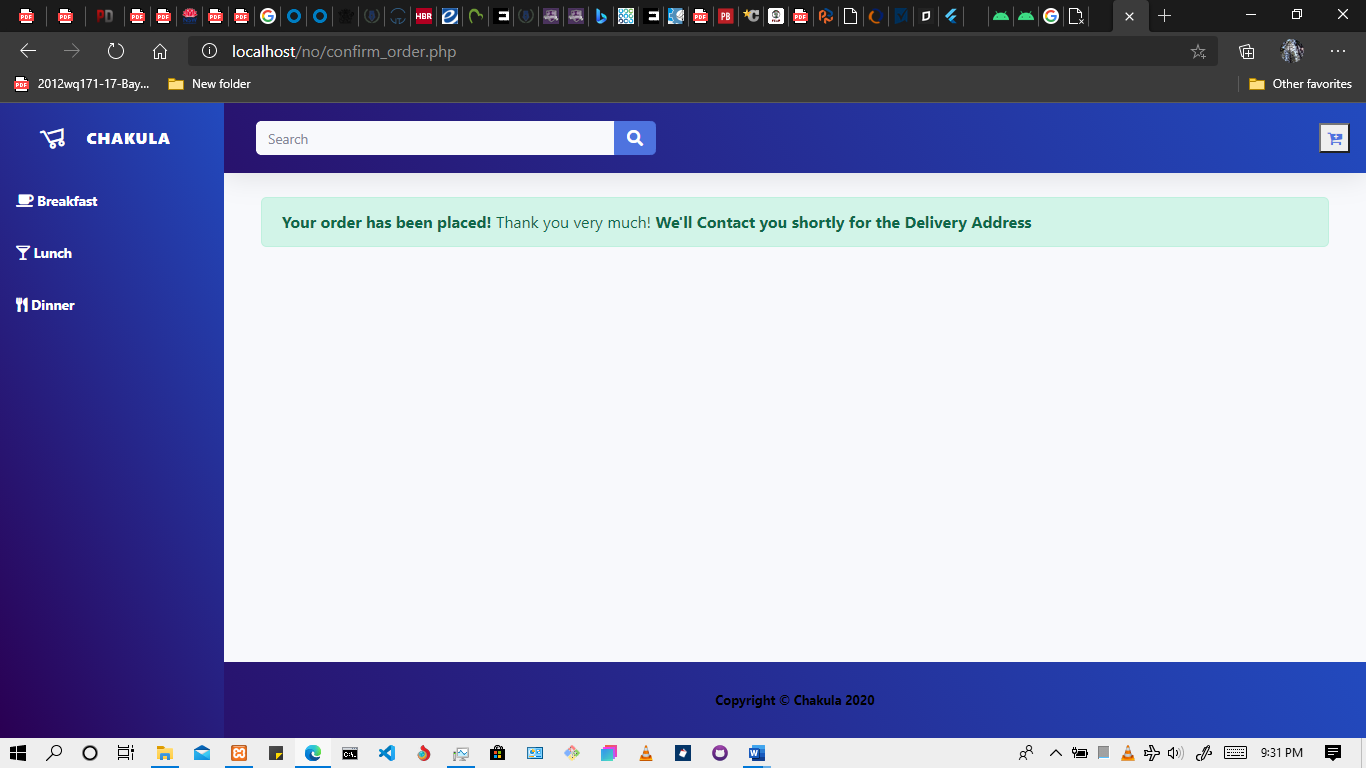 localhost/no/confirm_order.php
2012wq171-17-Bay...
New folder
Other favorites
CHAKULA
Search
Breakfast
Lunch
Dinner
Your order has been placed! Thank you very much! We'll Contact you shortly for the Delivery Address
Copyright © Chakula 2020
9:31 PM